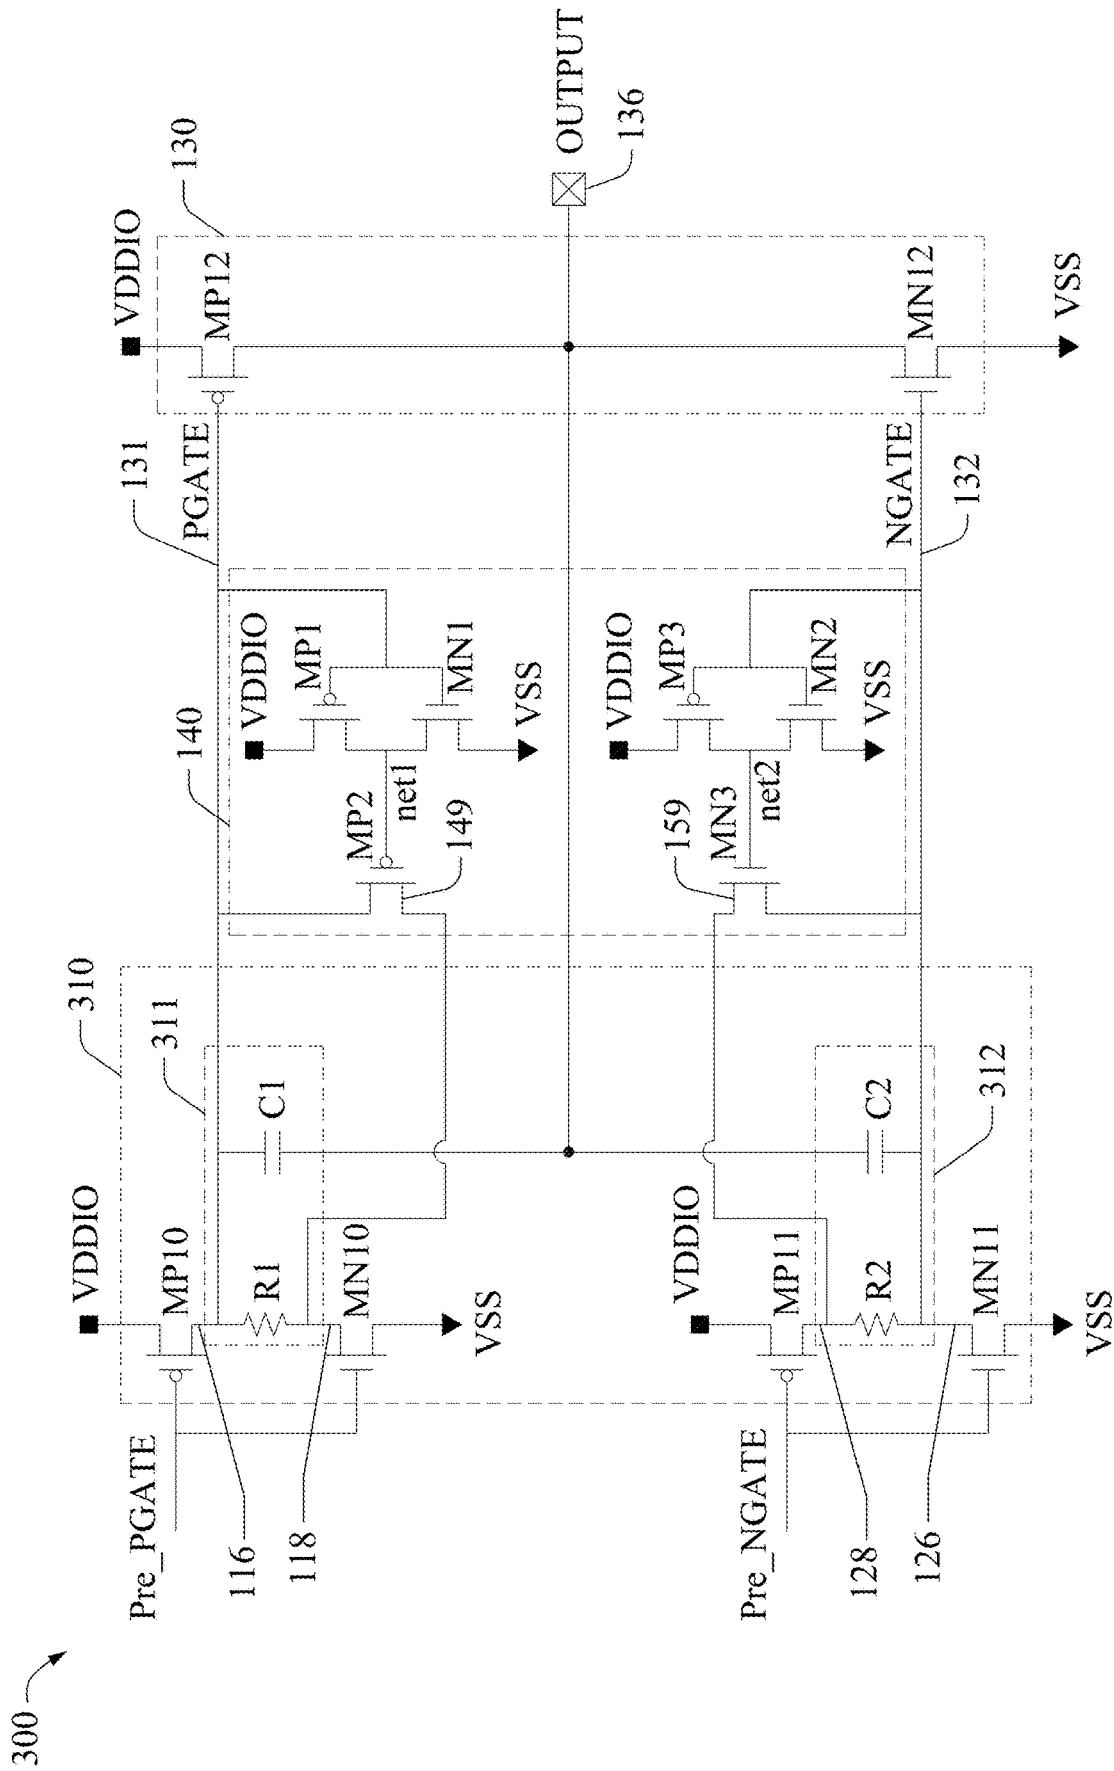 300
310
311
140
131
130
VDDIO
VDDIO
MP10
Pre_PGATE
116
118
R1
C1
MN10
VSS
MP2
net1
149
VDDIO
MP1
MN1
VSS
PGATE
MP12
OUTPUT
136
VDDIO
MP11
Pre_NGATE
128
126
R2
C2
312
MN11
VSS
159
MN3
net2
VDDIO
MP3
MN2
VSS
NGATE
132
MN12
VSS